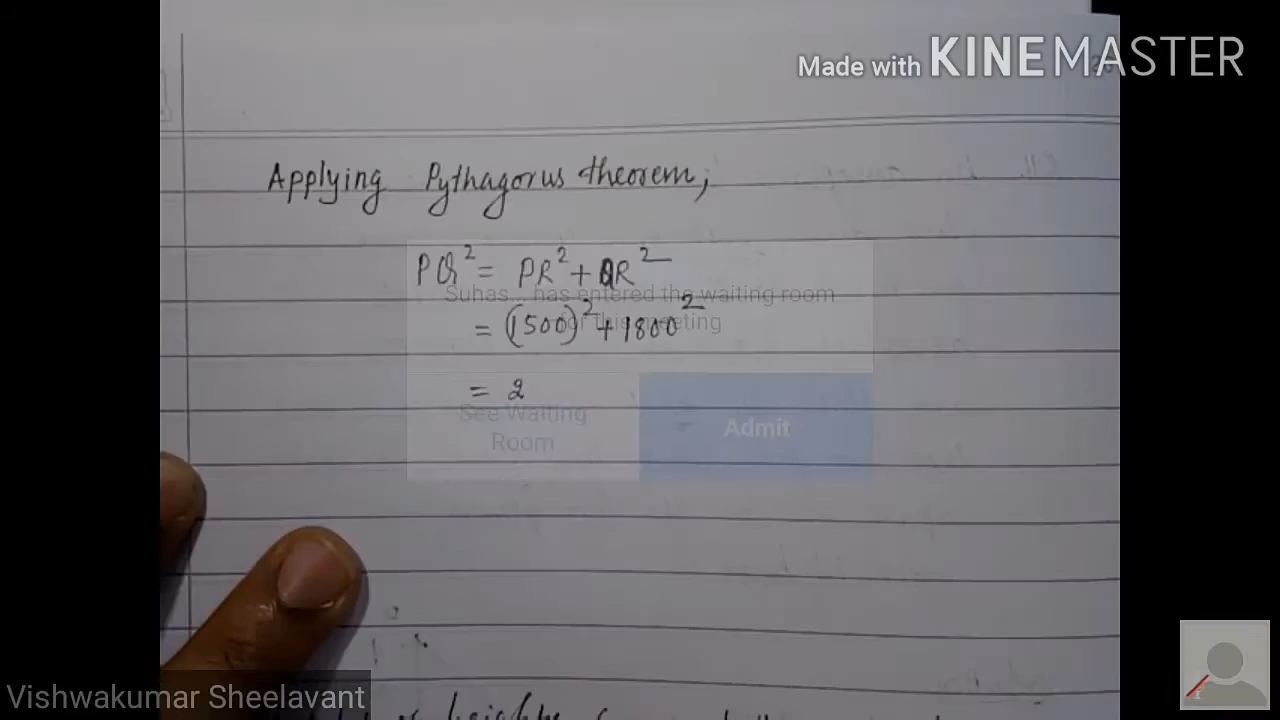 Made with KINEMASTER
Applying Pythagorus theorem,
PQ² = PR² + QR²
Suhas... has entered the waiting room
for this meeting
= (1500)² + 1800²
= 2
See Waiting
Room
Admit
Vishwakumar Sheelavant